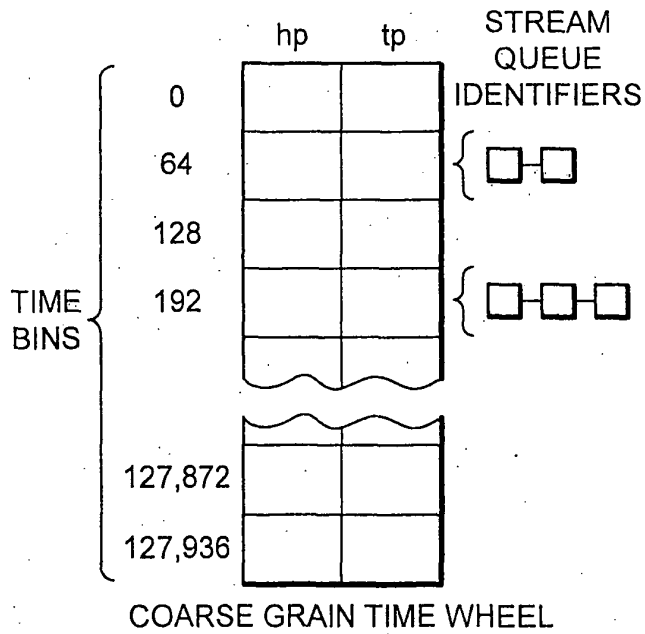 hp tp
STREAM
QUEUE
IDENTIFIERS
0
64
128
192
TIME
BINS
127,872
127,936
COARSE GRAIN TIME WHEEL